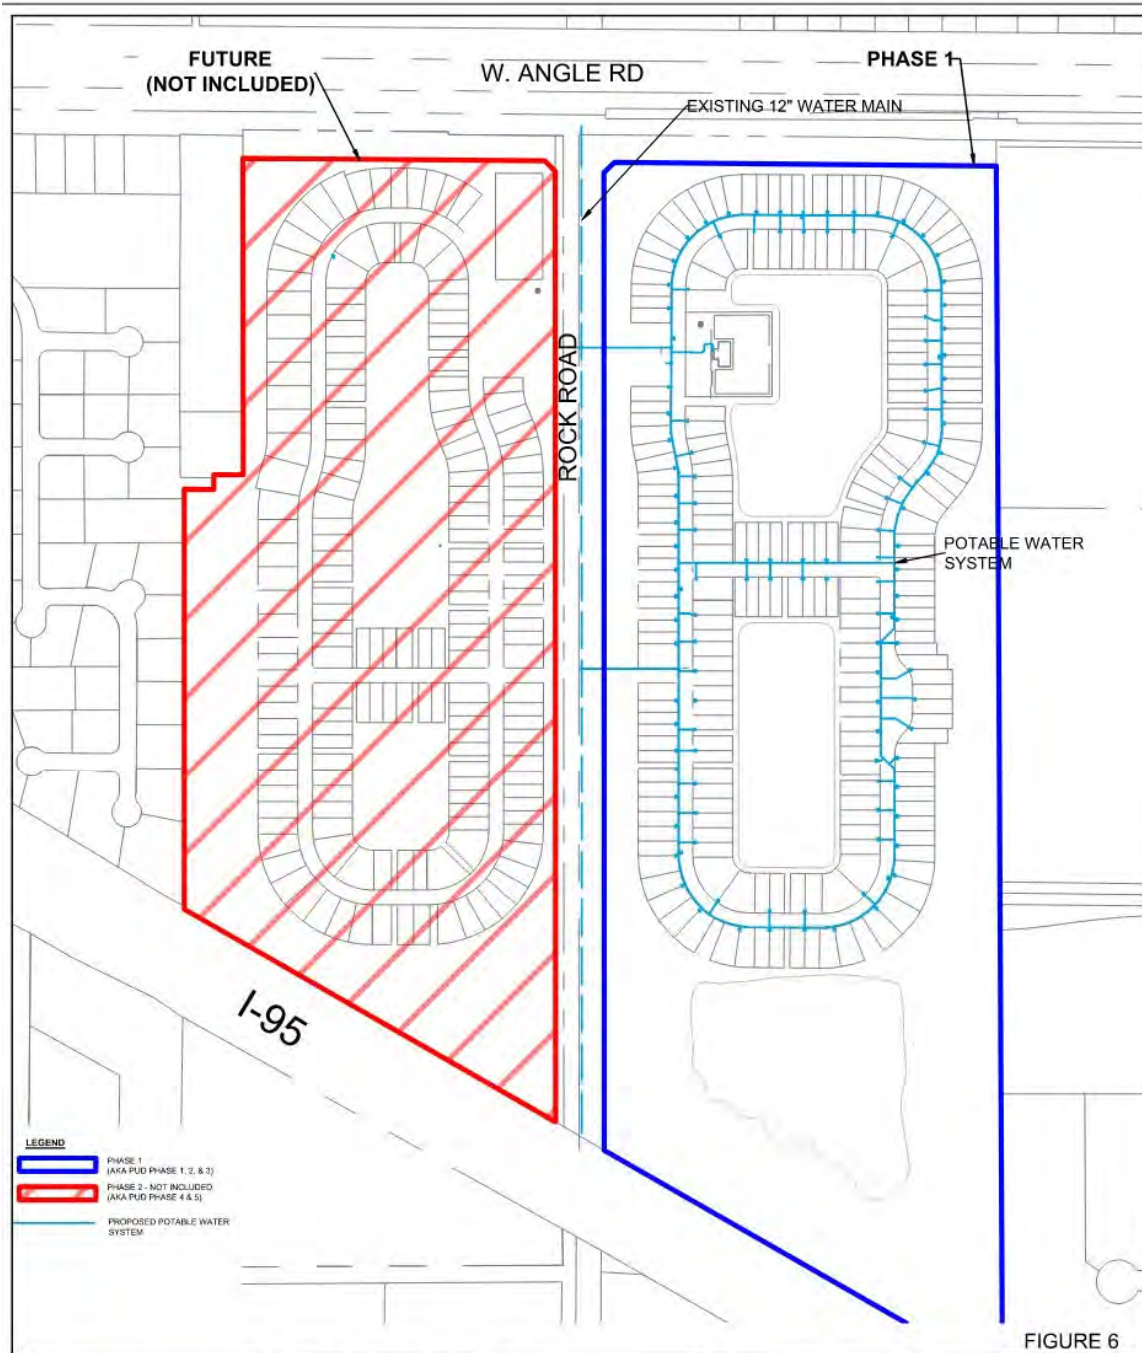 FUTURE
(NOT INCLUDED)
W. ANGLE RD
PHASE 1
EXISTING 12" WATER MAIN
ROCK ROAD
POTABLE WATER
SYSTEM
I-95
LEGEND
PHASE 1
(AKA PUD PHASE 1, 2, & 3)
PHASE 2 - NOT INCLUDED
(AKA PUD PHASE 4 & 5)
PROPOSED POTABLE WATER
SYSTEM
FIGURE 6